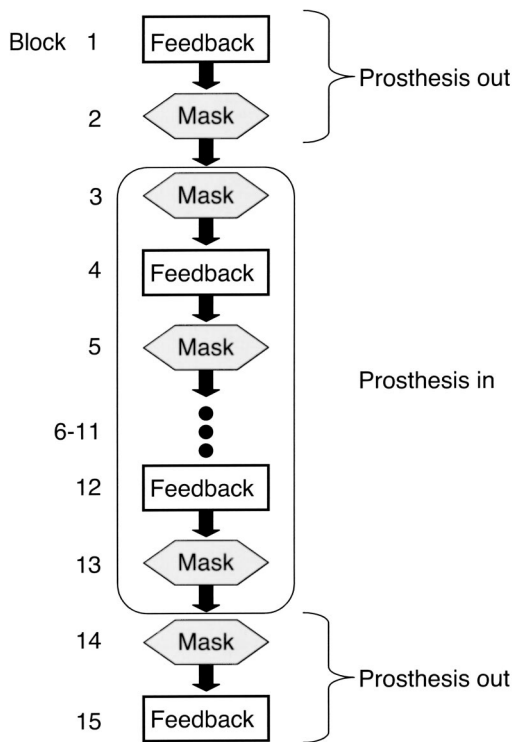 Block 1 Feedback
Prosthesis out
2 Mask
3 Mask
4 Feedback
5 Mask
Prosthesis in
6-11
12 Feedback
13 Mask
14 Mask
Prosthesis out
15 Feedback